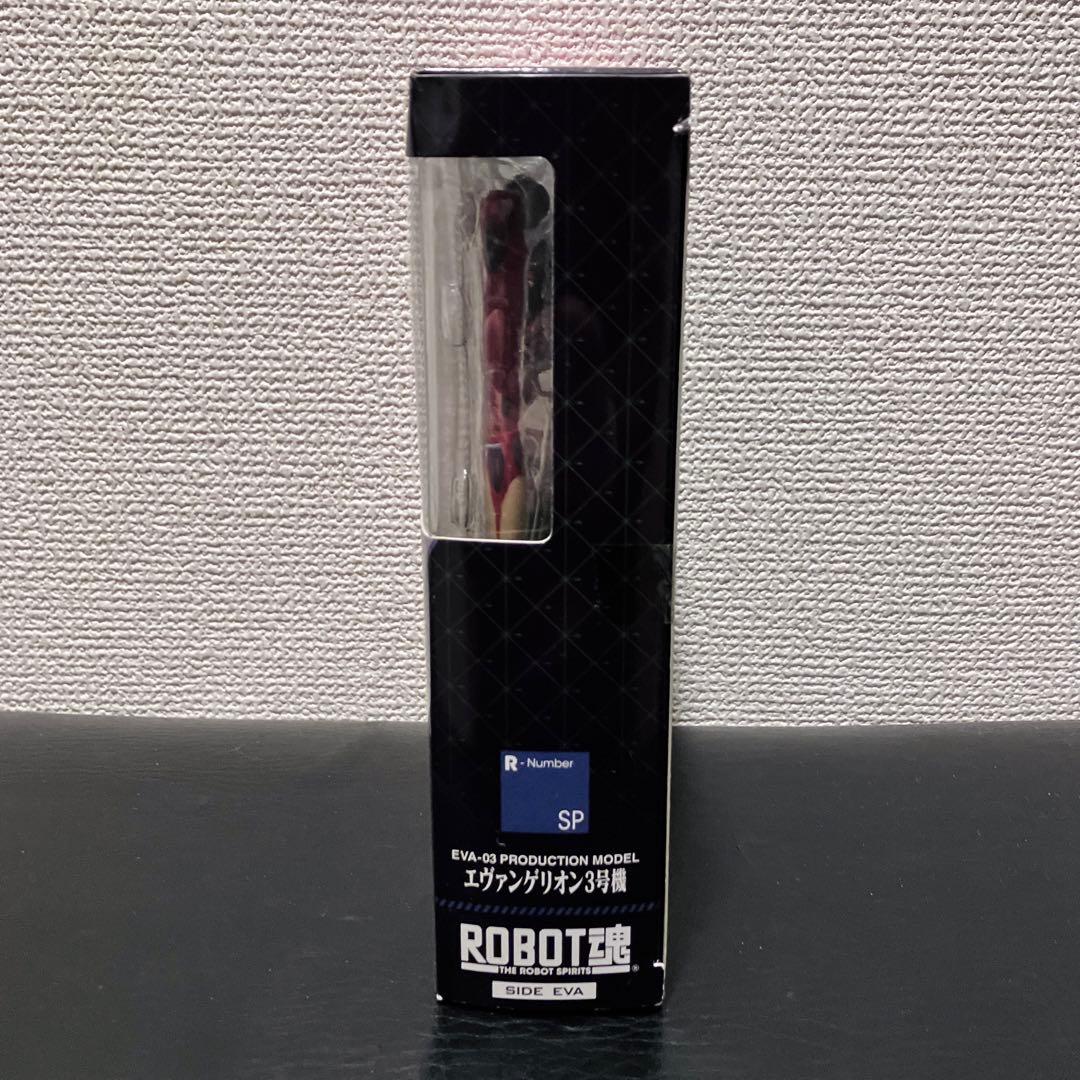 R - Number
SP
EVA-03 PRODUCTION MODEL
エヴァンゲリオン3号機
ROBOT魂
THE ROBOT SPIRITS ®
SIDE EVA